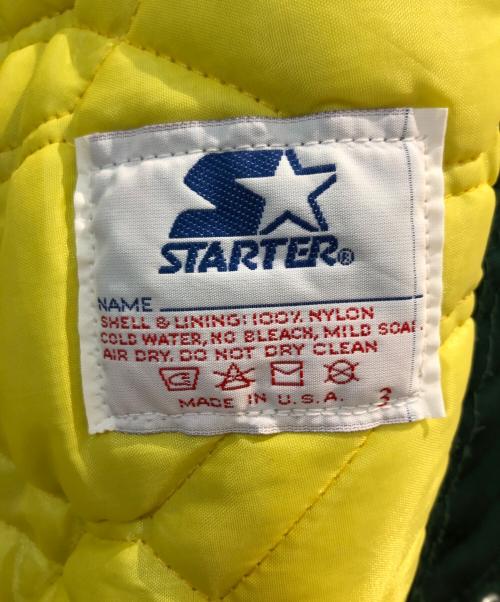 STARTER®
NAME
SHELL & LINING: 100% NYLON
COLD WATER, NO BLEACH, MILD SOAP
AIR DRY, DO NOT DRY CLEAN
MADE IN U.S.A. 3